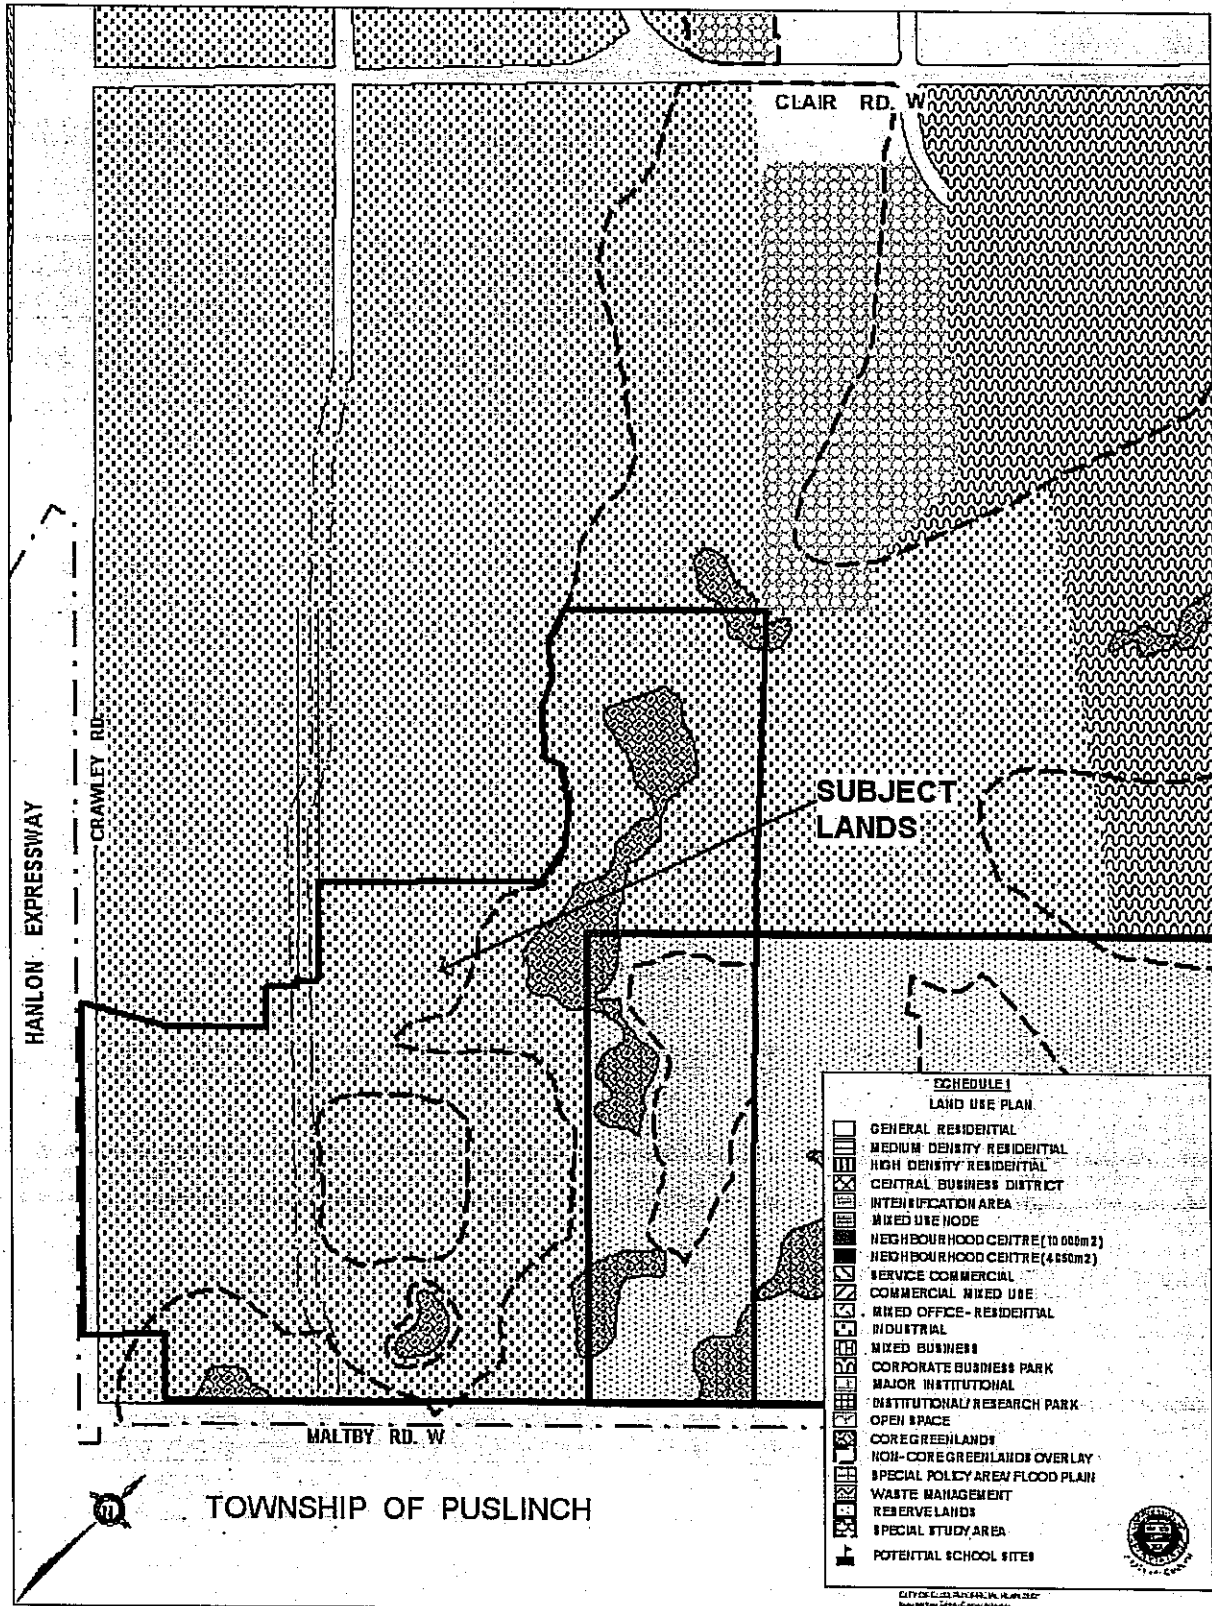 CLAIR RD. W
SUBJECT
LANDS
CRAWLEY RD.
HANLON EXPRESSWAY
SCHEDULE 1
LAND USE PLAN
GENERAL RESIDENTIAL
MEDIUM DENSITY RESIDENTIAL
HIGH DENSITY RESIDENTIAL
CENTRAL BUSINESS DISTRICT
INTENSIFICATION AREA
MIXED USE NODE
NEIGHBOURHOOD CENTRE (10 000m2)
NEIGHBOURHOOD CENTRE (4650m2)
SERVICE COMMERCIAL
COMMERCIAL MIXED USE
MIXED OFFICE-RESIDENTIAL
INDUSTRIAL
MIXED BUSINESS
CORPORATE BUSINESS PARK
MAJOR INSTITUTIONAL
INSTITUTIONAL/ RESEARCH PARK
OPEN SPACE
CORE GREENLANDS
NON-CORE GREENLANDS OVERLAY
SPECIAL POLICY AREA/ FLOOD PLAIN
WASTE MANAGEMENT
RESERVE LANDS
SPECIAL STUDY AREA
POTENTIAL SCHOOL SITES
MALTBY RD. W
TOWNSHIP OF PUSLINCH